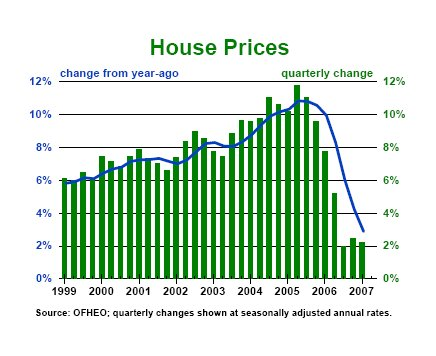 House Prices
change from year-ago quarterly change
12% 12%
10% 10%
8% 8%
6% 6%
4% 4%
2% 2%
0% 0%
1999 2000 2001 2002 2003 2004 2005 2006 2007
Source: OFHEO; quarterly changes shown at seasonally adjusted annual rates.